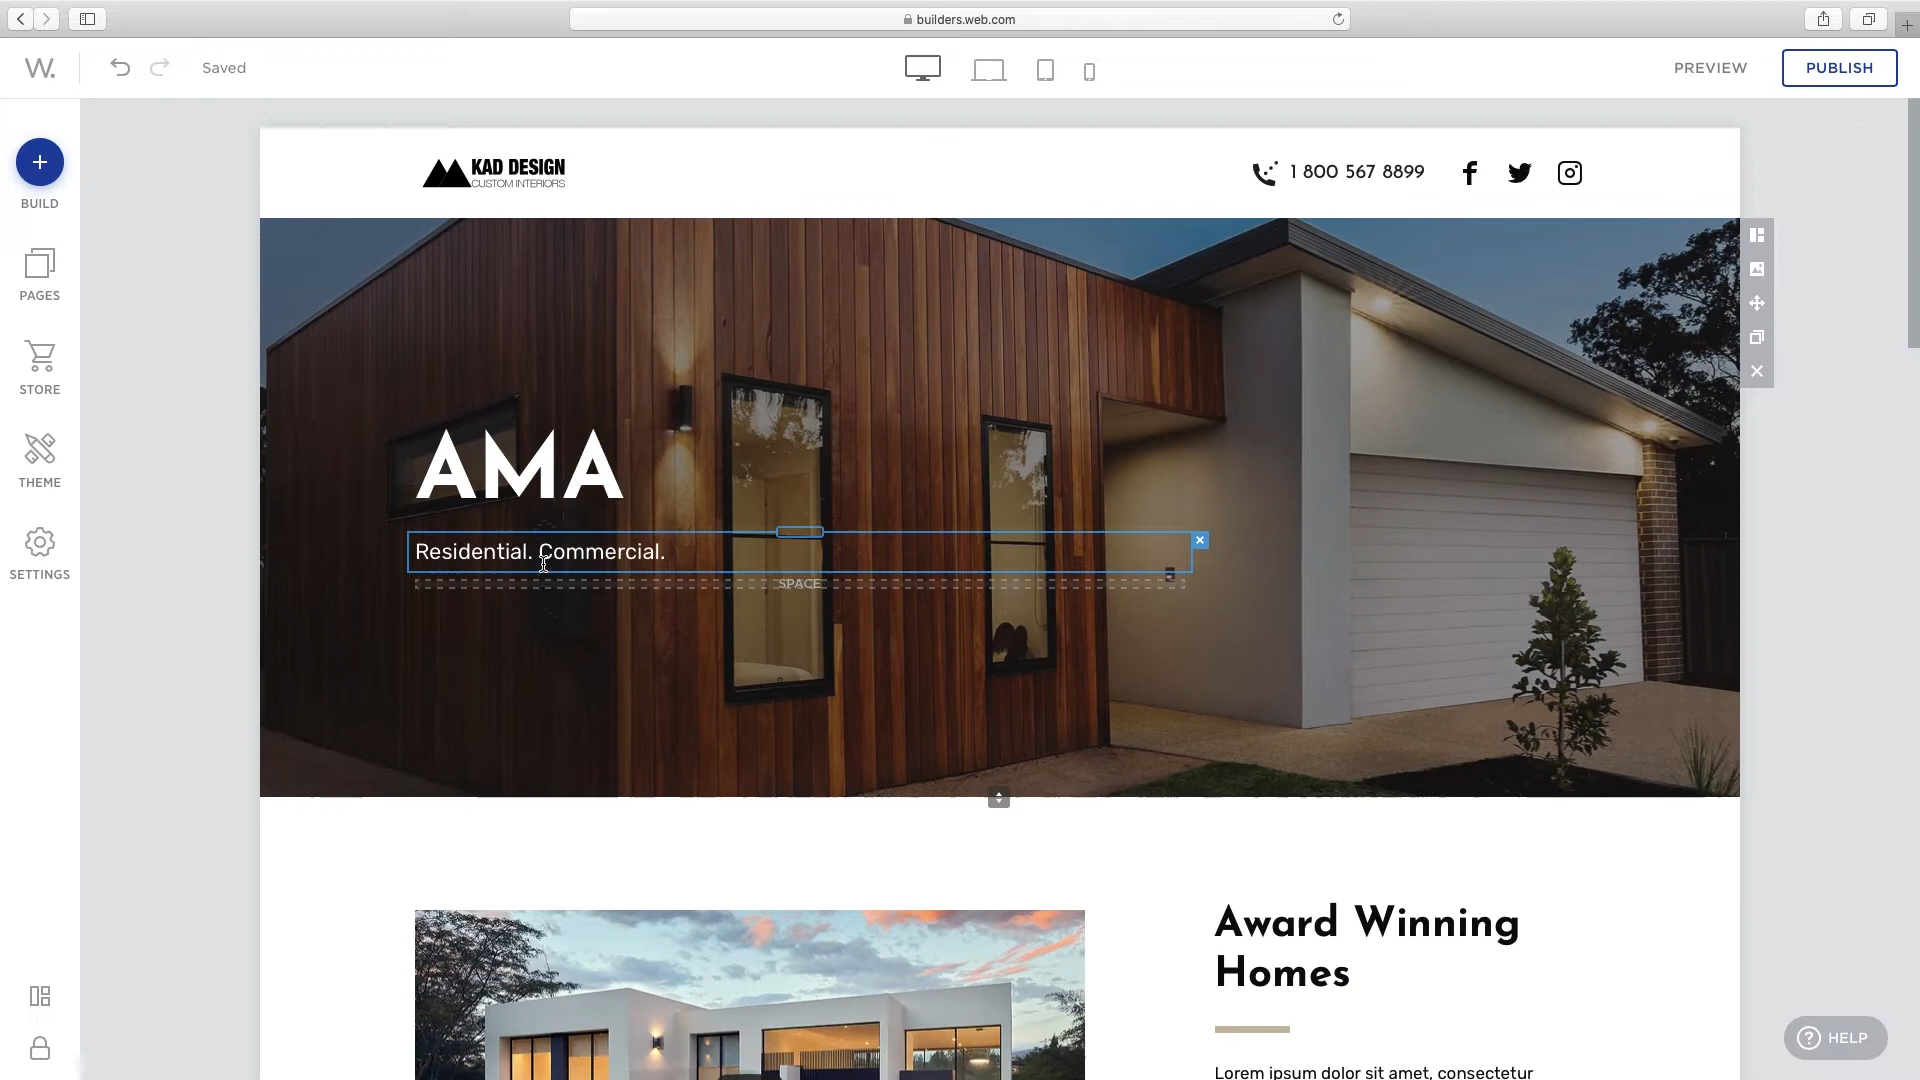 builders.web.com
W.
Saved
PREVIEW
PUBLISH
BUILD
PAGES
STORE
THEME
SETTINGS
KAD DESIGN
CUSTOM INTERIORS
1 800 567 8899
AMA
Residential. Commercial.
SPACE
Award Winning
Homes
Lorem ipsum dolor sit amet, consectetur
? HELP